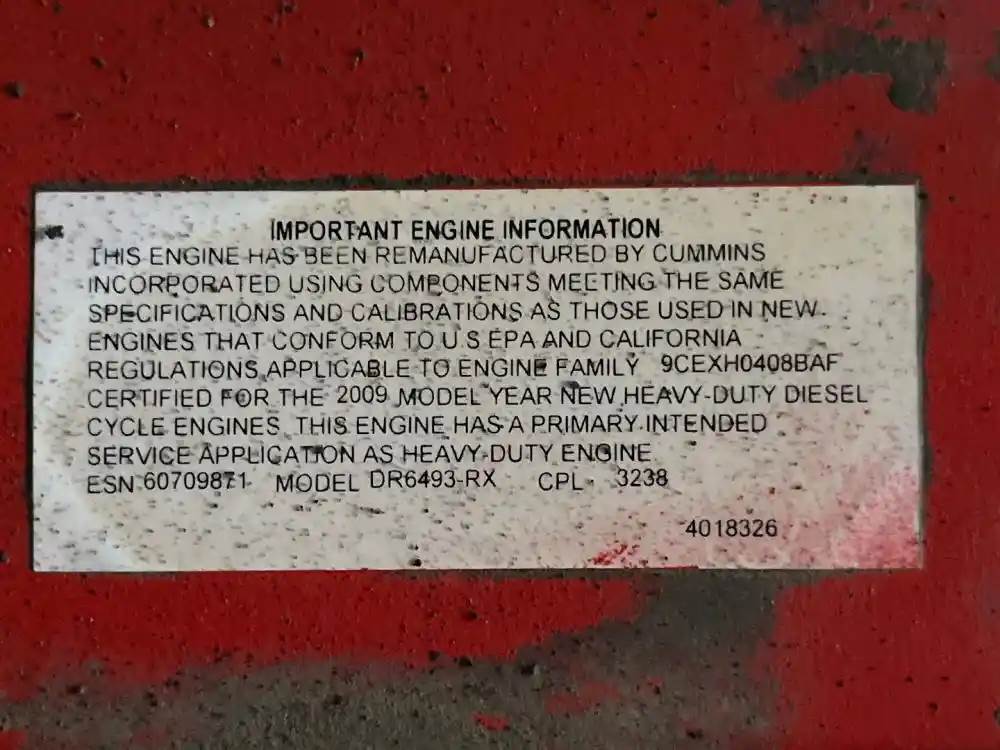 IMPORTANT ENGINE INFORMATION
THIS ENGINE HAS BEEN REMANUFACTURED BY CUMMINS
INCORPORATED USING COMPONENTS MEETING THE SAME
SPECIFICATIONS AND CALIBRATIONS AS THOSE USED IN NEW
ENGINES THAT CONFORM TO U S EPA AND CALIFORNIA
REGULATIONS APPLICABLE TO ENGINE FAMILY 9CEXH0408BAF
CERTIFIED FOR THE 2009 MODEL YEAR NEW HEAVY-DUTY DIESEL
CYCLE ENGINES THIS ENGINE HAS A PRIMARY INTENDED
SERVICE APPLICATION AS HEAVY-DUTY ENGINE
ESN 60709871 MODEL DR6493-RX CPL 3238
4018326